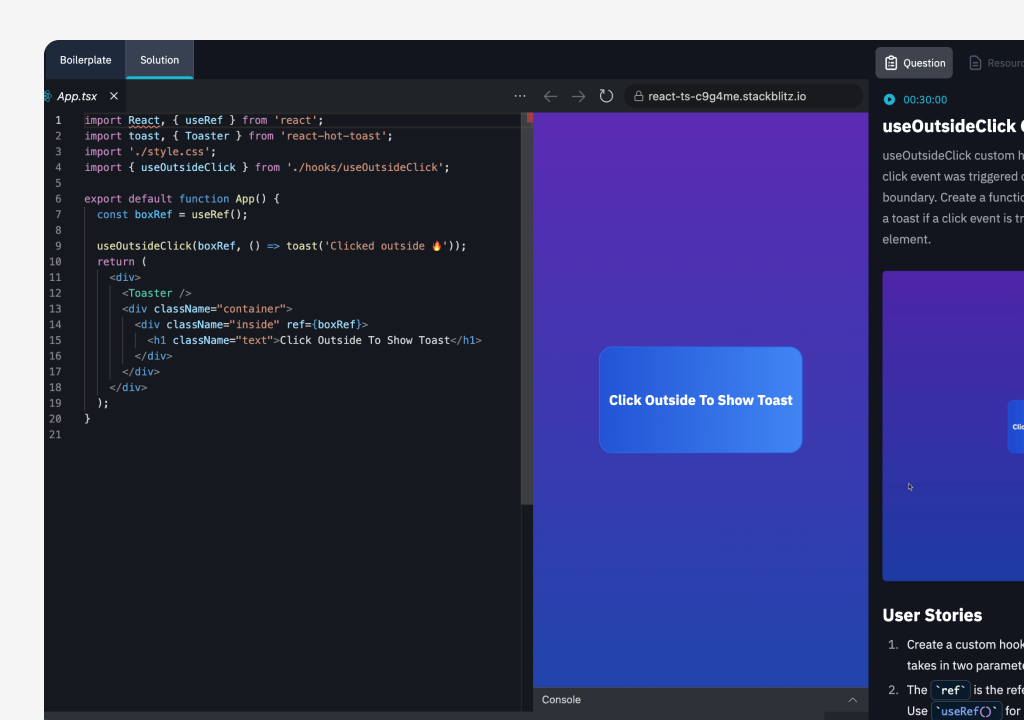 Boilerplate
Solution
Question
App.tsx
react-ts-c9g4me.stackblitz.io
00:30:00
1 import React, { useRef } from 'react';
2 import toast, { Toaster } from 'react-hot-toast';
3 import './style.css';
4 import { useOutsideClick } from './hooks/useOutsideClick';
5
6 export default function App() {
7 const boxRef = useRef();
8
9 useOutsideClick(boxRef, () => toast('Clicked outside 🔥'));
10 return (
11 <div>
12 <Toaster />
13 <div className="container">
14 <div className="inside" ref={boxRef}>
15 <h1 className="text">Click Outside To Show Toast</h1>
16 </div>
17 </div>
18 </div>
19 );
20 }
21
Click Outside To Show Toast
Console
useOutsideClick
useOutsideClick custom
click event was triggered
boundary. Create a
a toast if a click event is
element.
User Stories
1. Create a custom hook
takes in two
2. The `ref` is the
Use `useRef()` for